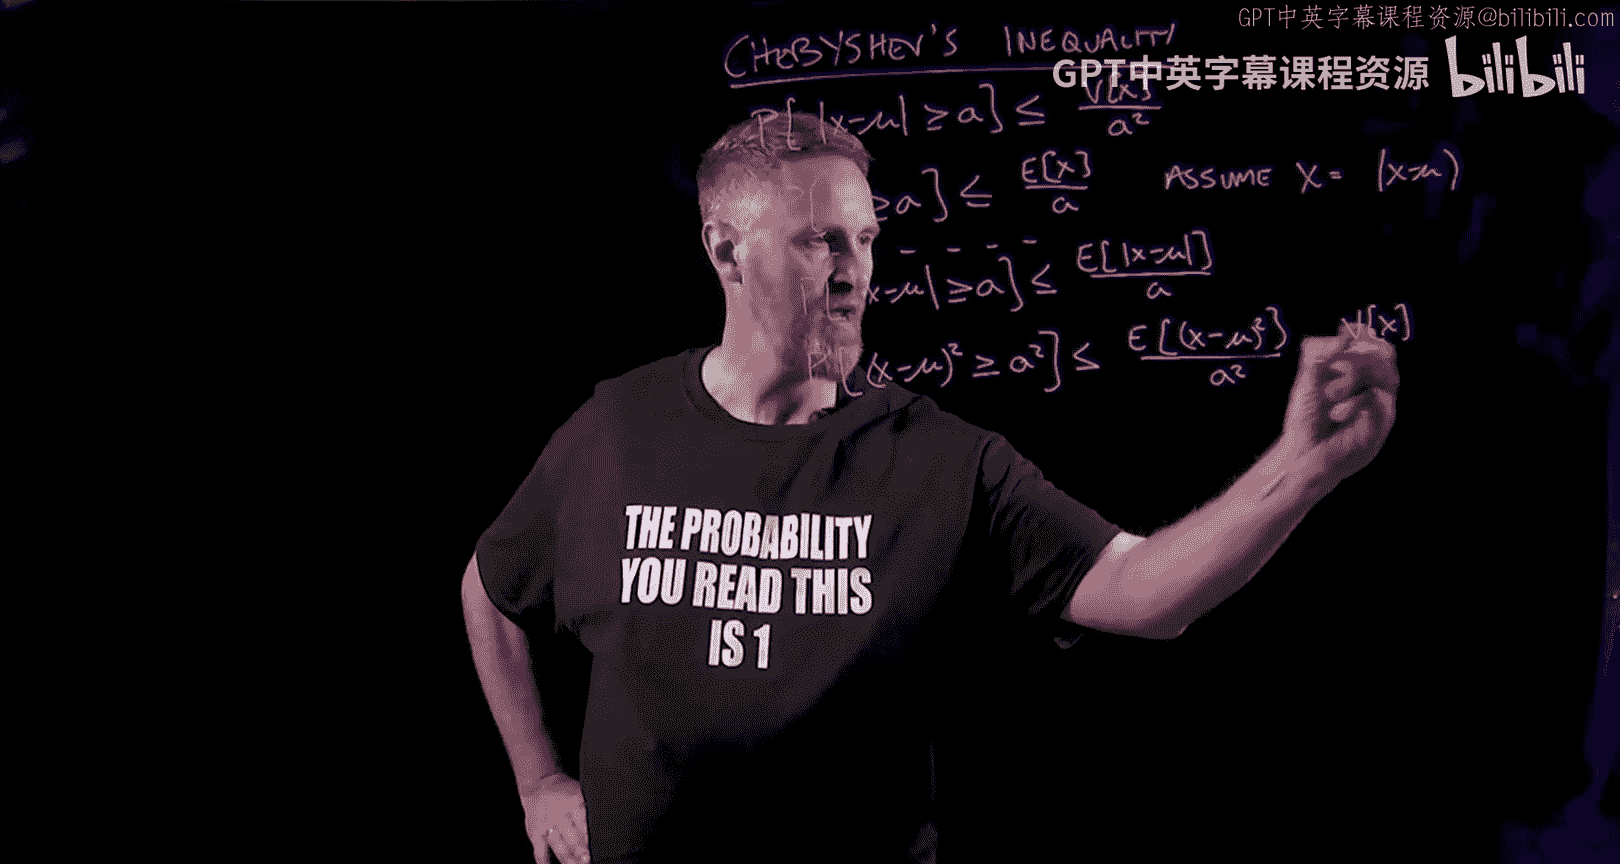 GPT中英字幕课程资源@bilibili.com
CHEBYSHEV'S INEQUALITY
GPT中英字幕课程资源 bilibili
P[ |x-μ| ≥ a ] ≤ V[x] / a²
≥ a ] ≤ E[x] / a ASSUME X = |x-μ|
x-μ| ≥ a ] ≤ E[|x-μ|] / a
P[ (x-μ)² ≥ a² ] ≤ E[(x-μ)²] / a² V[x]
THE PROBABILITY
YOU READ THIS
IS 1